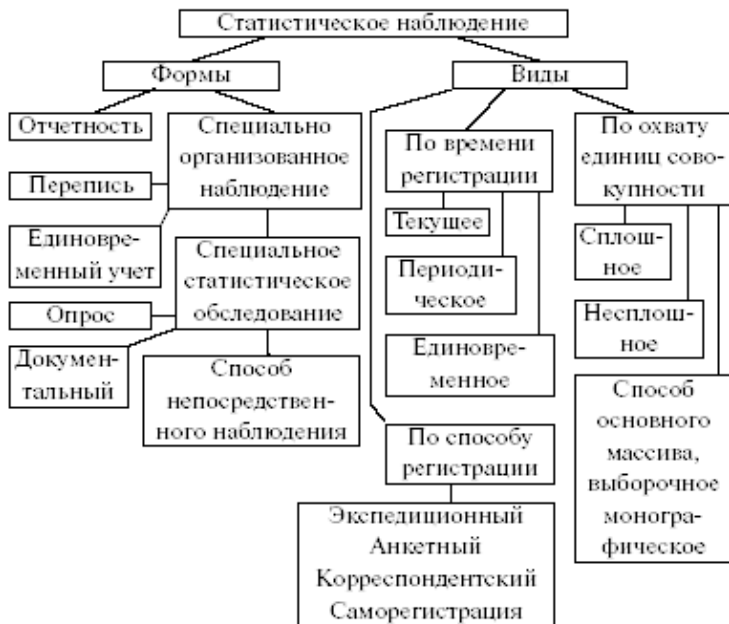 Статистическое наблюдение
Формы
Виды
Отчетность
Специально
организованное
наблюдение
Перепись
Единовре-
менный учет
Специальное
статистическое
обследование
Опрос
Докумен-
тальный
Способ
непосредствен-
ного наблюдения
По времени
регистрации
Текущее
Периоди-
ческое
Единовре-
менное
По охвату
единиц сово-
купности
Сплош-
ное
Несплош-
ное
Способ
основного
массива,
выборочное
моногра-
фическое
По способу
регистрации
Экспедиционный
Анкетный
Корреспондентский
Саморегистрация